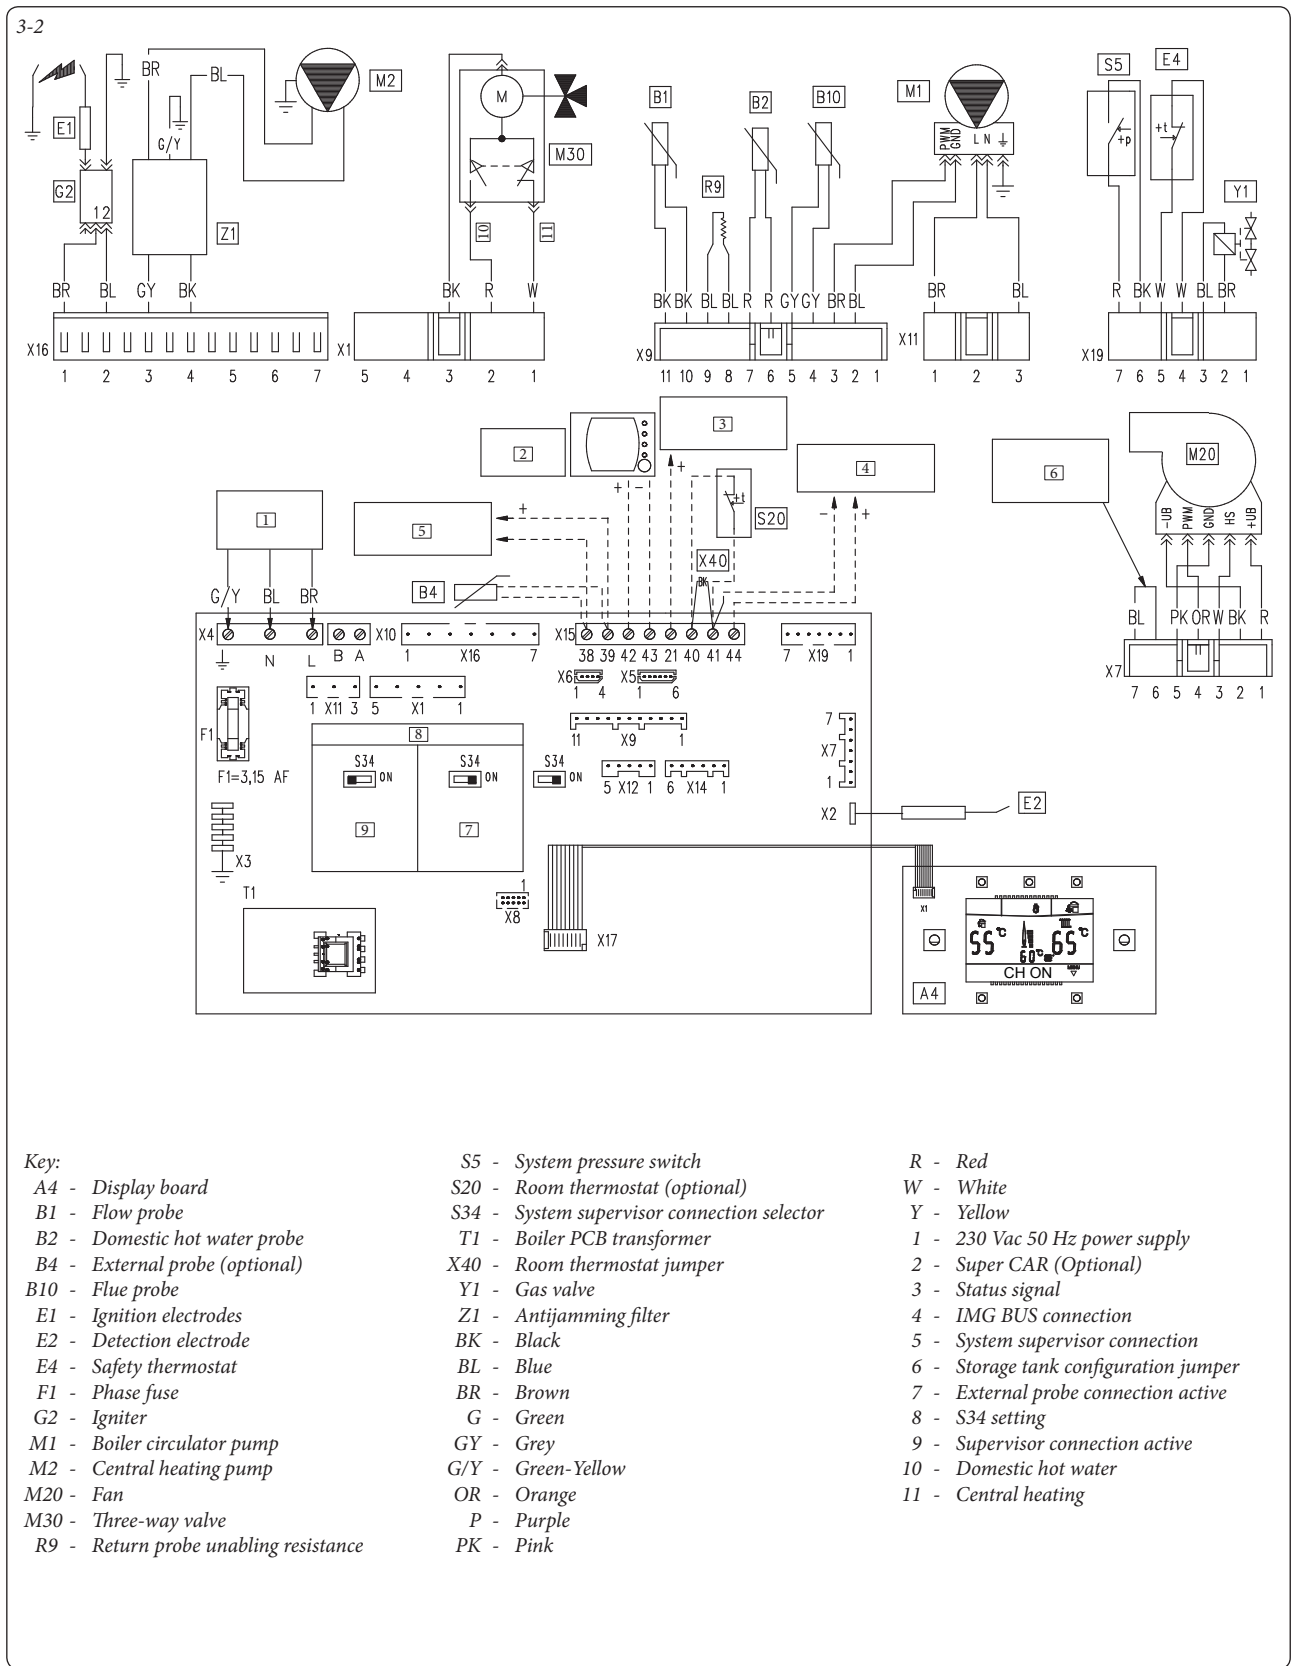 3-2
BR
BL
M2
E1
G/Y
G2
1 2
Z1
BR BL GY BK
X16
1 2 3 4 5 6 7
M
M30
10
11
BK R W
X1
5 4 3 2 1
B1
R9
B2
B10
BK BK BL BL R R GY GY BR BL
X9
11 10 9 8 7 6 5 4 3 2 1
M1
PWM
GND
L N
BR BL
X11
1 2 3
S5
E4
+p
+t
Y1
R BK W W BL BR
X19
7 6 5 4 3 2 1
1
G/Y BL BR
2
3
4
5
+
+ -
+
- +
+t
S20
X40
BK
B4
6
M20
-UB
PWM
GND
HS
+UB
BL PK OR W BK R
X7
7 6 5 4 3 2 1
X4
N L
B A
X10
1 X16 7
X15
38 39 42 43 21 40 41 44
7 X19 1
X6
1 4
X5
1 6
1 X11 3
5 X1 1
F1
F1=3,15 AF
8
S34
ON
9
S34
ON
7
S34
ON
11 X9 1
5 X12 1
6 X14 1
7
X7
1
X2
E2
X3
T1
1
X8
X17
X1
55 °C
60°C
65 °C
MENU
CH ON
A4
Key:
A4 - Display board
B1 - Flow probe
B2 - Domestic hot water probe
B4 - External probe (optional)
B10 - Flue probe
E1 - Ignition electrodes
E2 - Detection electrode
E4 - Safety thermostat
F1 - Phase fuse
G2 - Igniter
M1 - Boiler circulator pump
M2 - Central heating pump
M20 - Fan
M30 - Three-way valve
R9 - Return probe unabling resistance
S5 - System pressure switch
S20 - Room thermostat (optional)
S34 - System supervisor connection selector
T1 - Boiler PCB transformer
X40 - Room thermostat jumper
Y1 - Gas valve
Z1 - Antijamming filter
BK - Black
BL - Blue
BR - Brown
G - Green
GY - Grey
G/Y - Green-Yellow
OR - Orange
P - Purple
PK - Pink
R - Red
W - White
Y - Yellow
1 - 230 Vac 50 Hz power supply
2 - Super CAR (Optional)
3 - Status signal
4 - IMG BUS connection
5 - System supervisor connection
6 - Storage tank configuration jumper
7 - External probe connection active
8 - S34 setting
9 - Supervisor connection active
10 - Domestic hot water
11 - Central heating